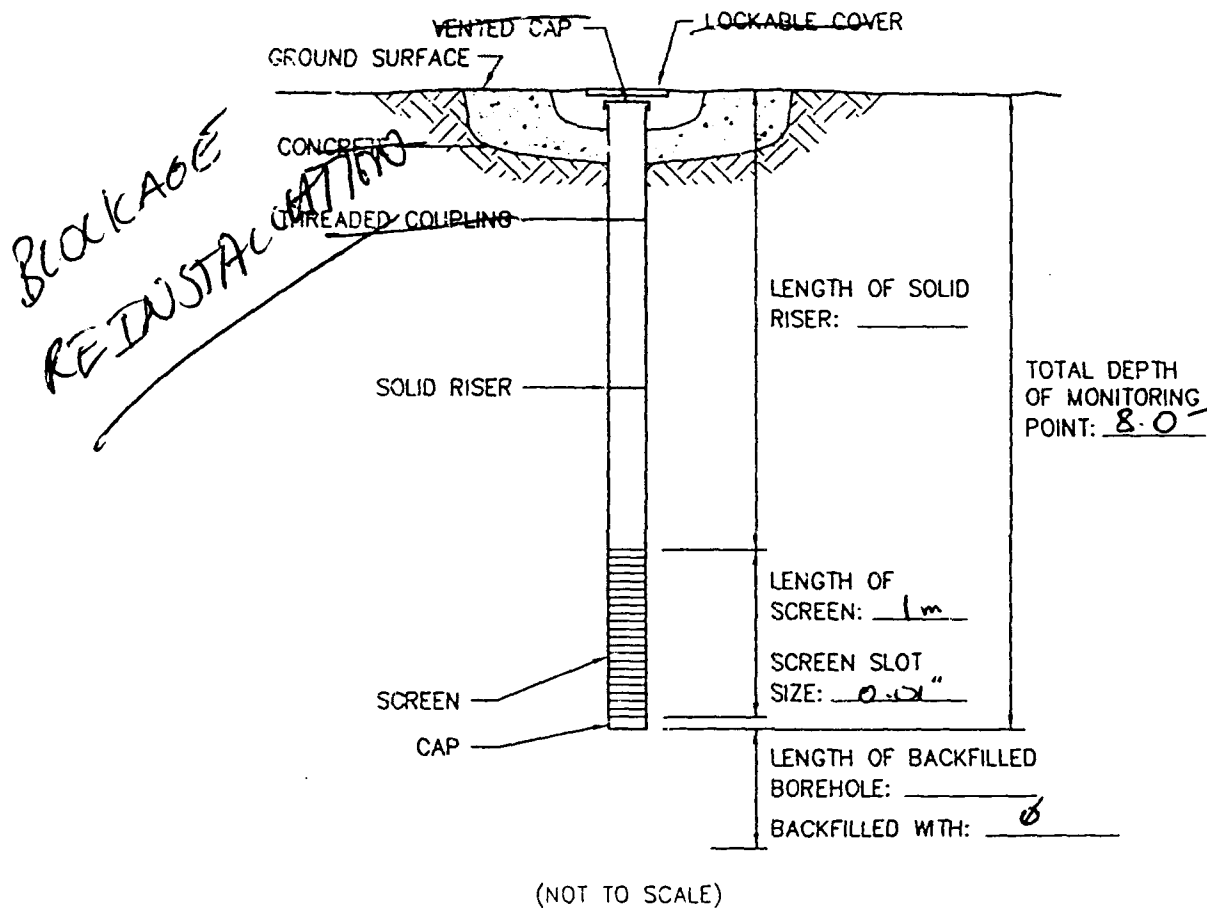 VENTED CAP
LOCKABLE COVER
GROUND SURFACE
CONCRETE
BLOCKAGE
REINSTALLATION
THREADED COUPLING
LENGTH OF SOLID
RISER:
SOLID RISER
TOTAL DEPTH
OF MONITORING
POINT: 8.0
LENGTH OF
SCREEN: 1m
SCREEN SLOT
SIZE: 0.01"
SCREEN
CAP
LENGTH OF BACKFILLED
BOREHOLE:
BACKFILLED WITH:
(NOT TO SCALE)